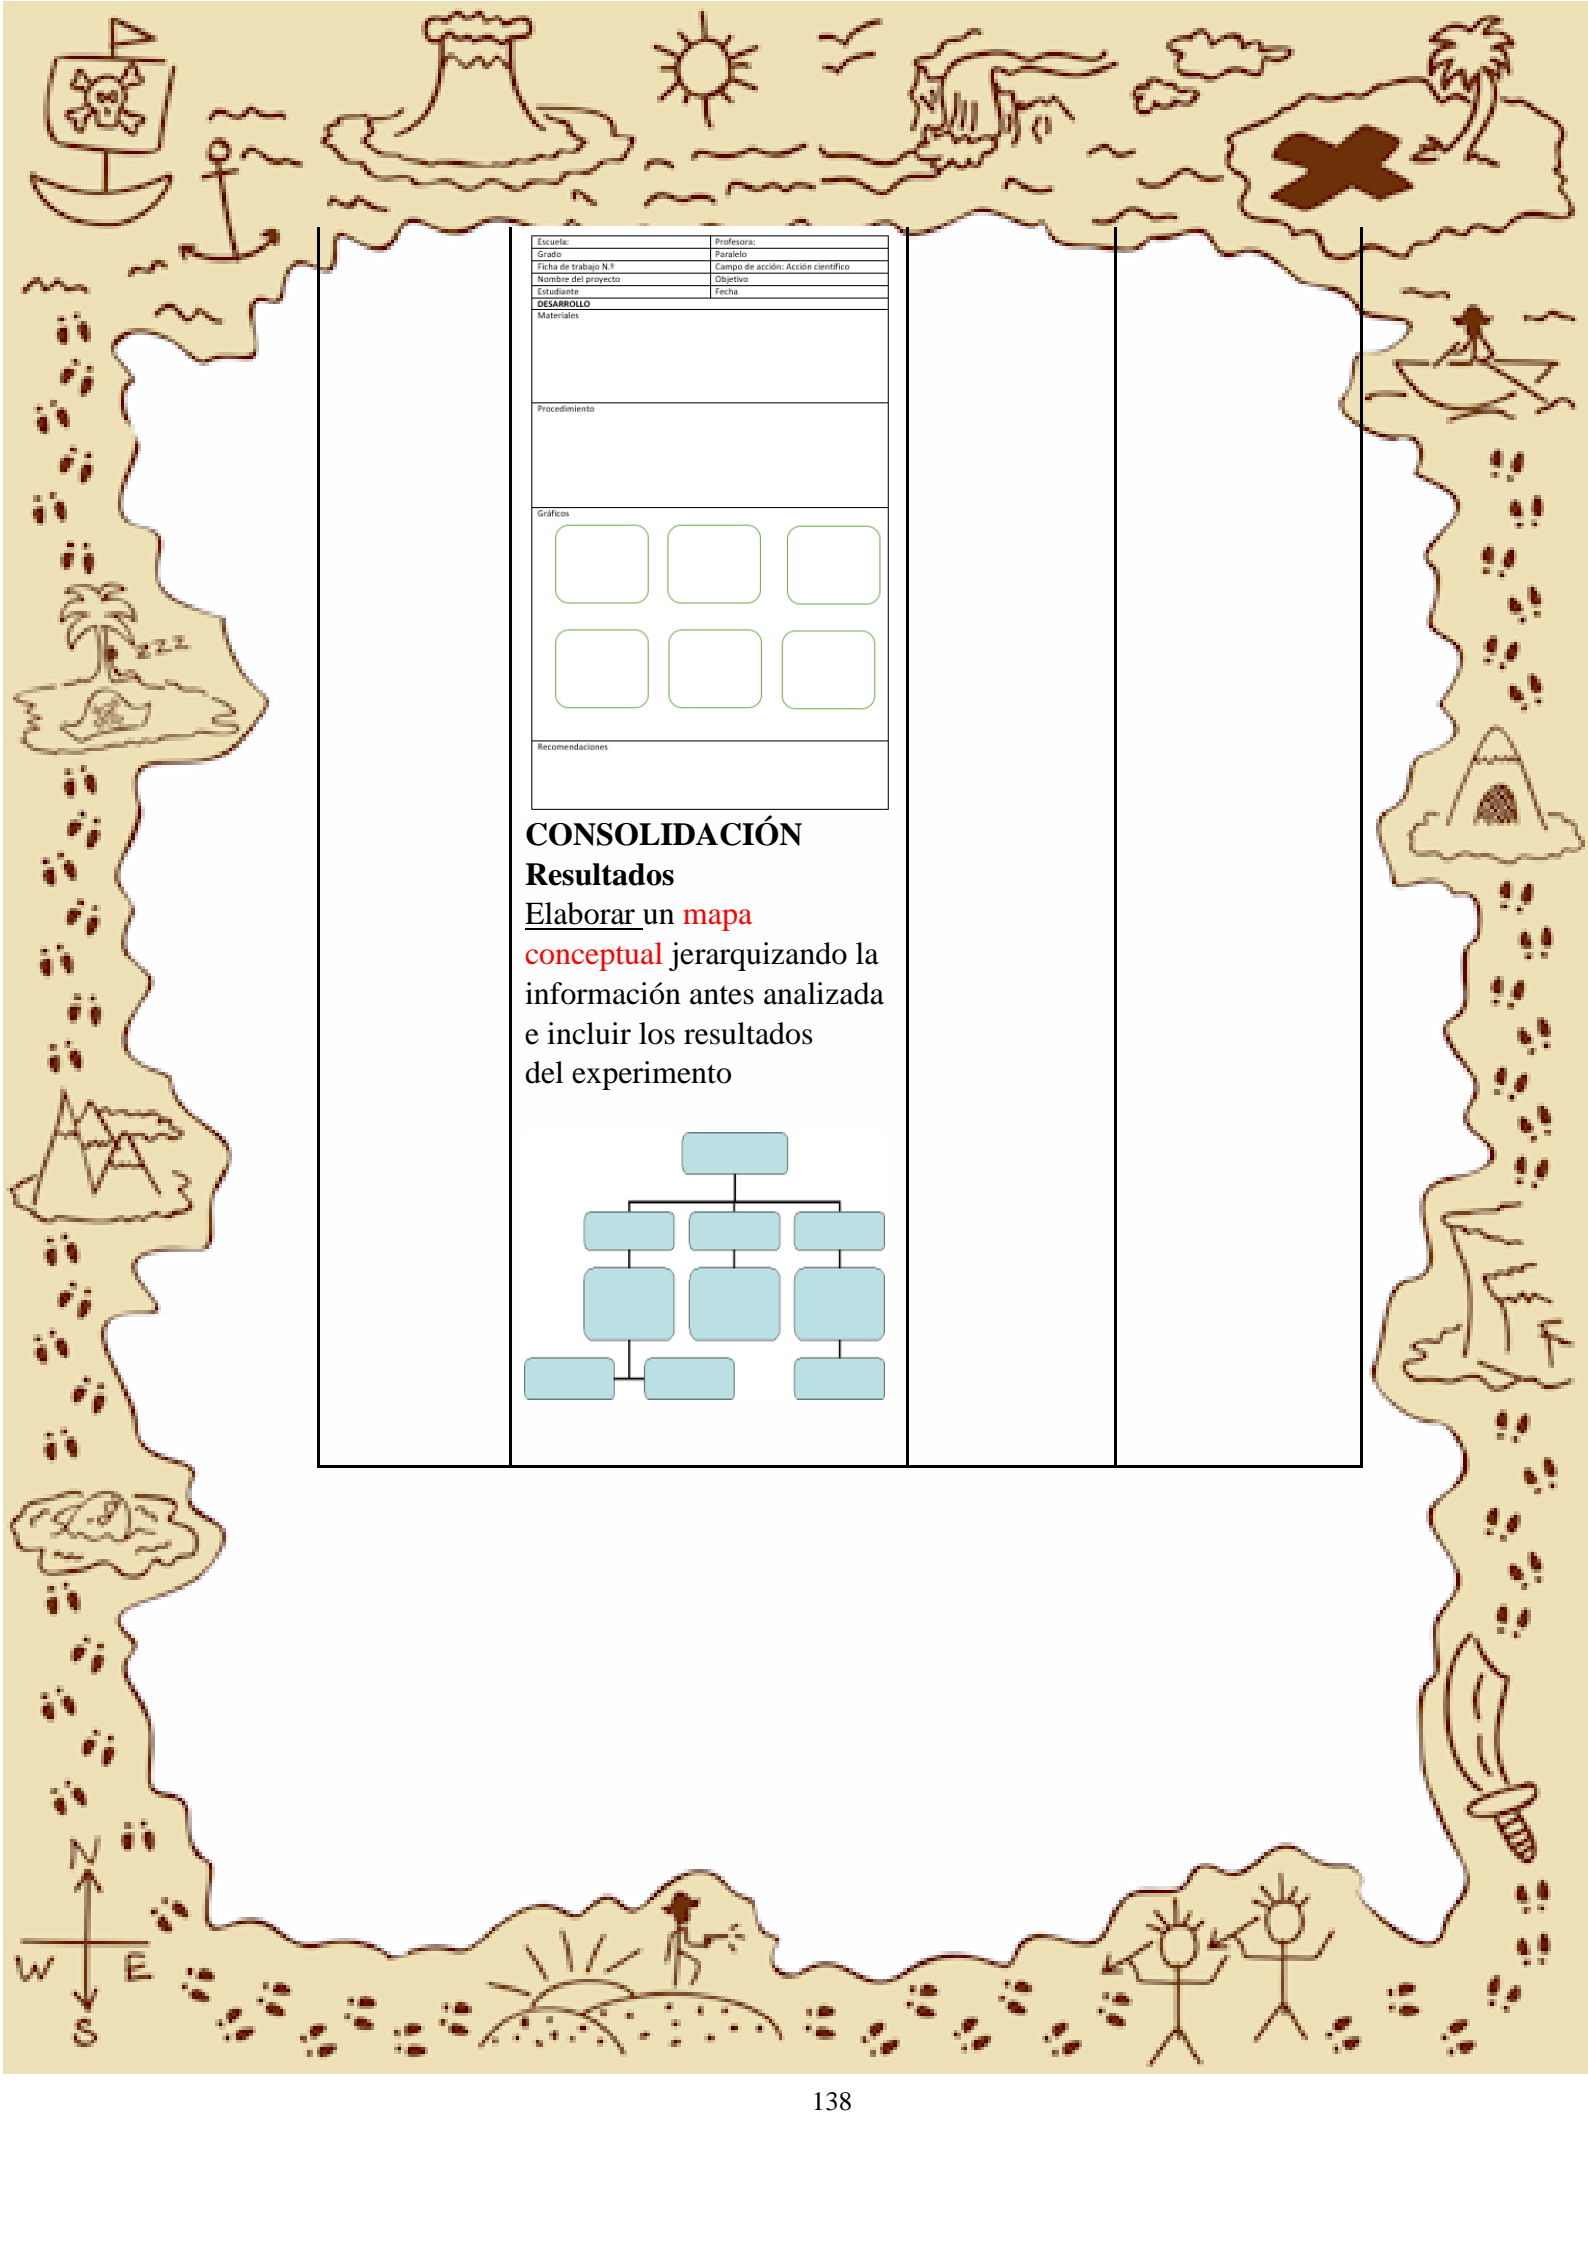 Escuela: Profesora:
Grado Paralelo
Ficha de trabajo N.º Campo de acción: Acción científico
Nombre del proyecto Objetivo
Estudiante Fecha
DESARROLLO
Materiales
Procedimiento
Gráficos
Recomendaciones
zzz
CONSOLIDACIÓN
Resultados
Elaborar un mapa
conceptual jerarquizando la
información antes analizada
e incluir los resultados
del experimento
N
W E
S
138